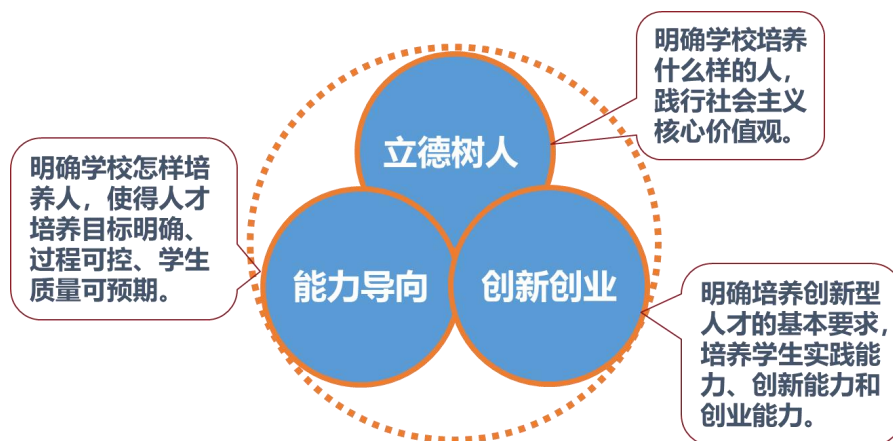 明确学校培养
什么样的人，
践行社会主义
核心价值观。
立德树人
明确学校怎样培
养人，使得人才
培养目标明确、
过程可控、学生
质量可预期。
能力导向
创新创业
明确培养创新型
人才的基本要求，
培养学生实践能
力、创新能力和
创业能力。